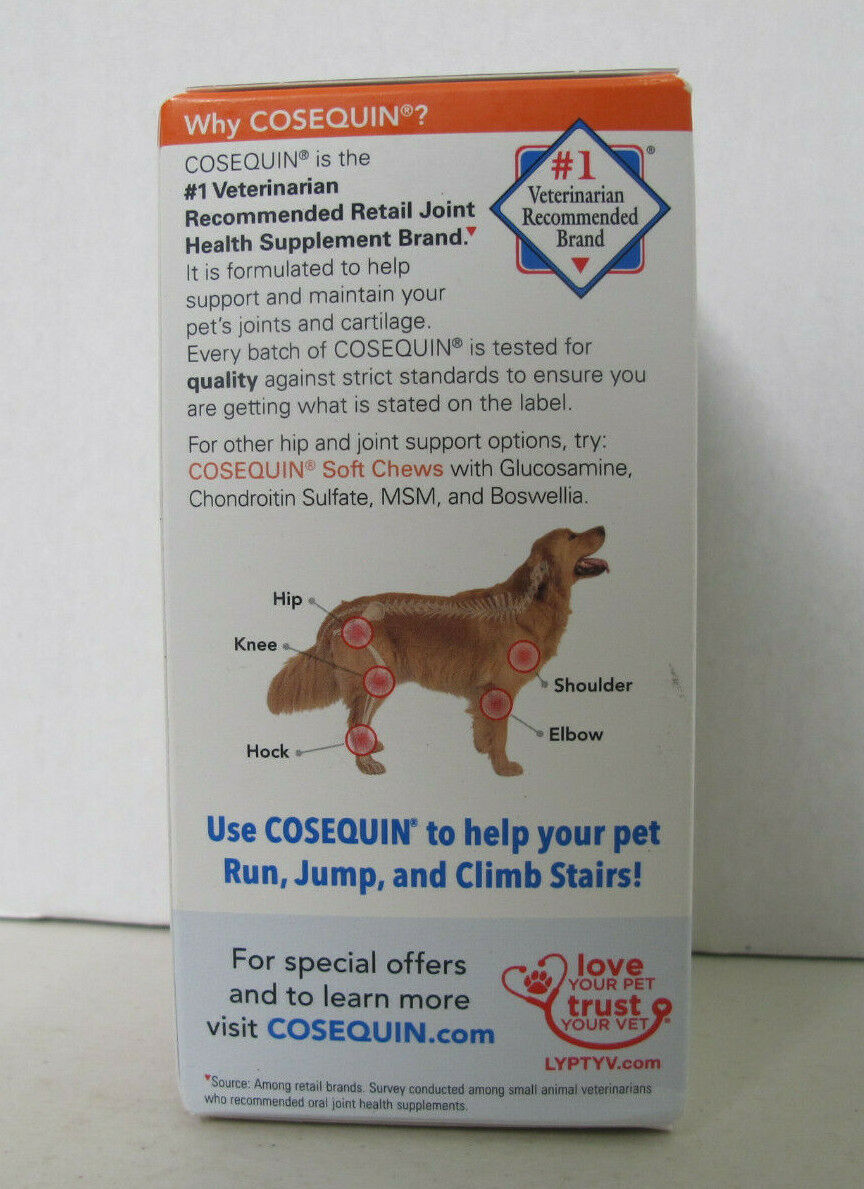 Why COSEQUIN®?
COSEQUIN® is the
#1 Veterinarian
Recommended Retail Joint
Health Supplement Brand.▼
It is formulated to help
support and maintain your
pet's joints and cartilage.
Every batch of COSEQUIN® is tested for
quality against strict standards to ensure you
are getting what is stated on the label.
#1
Veterinarian
Recommended
Brand
▼
®
For other hip and joint support options, try:
COSEQUIN® Soft Chews with Glucosamine,
Chondroitin Sulfate, MSM, and Boswellia.
Hip
Knee
Hock
Shoulder
Elbow
Use COSEQUIN® to help your pet
Run, Jump, and Climb Stairs!
For special offers
and to learn more
visit COSEQUIN.com
love
YOUR PET
trust
YOUR VET®
LYPTYV.com
▼Source: Among retail brands. Survey conducted among small animal veterinarians
who recommended oral joint health supplements.